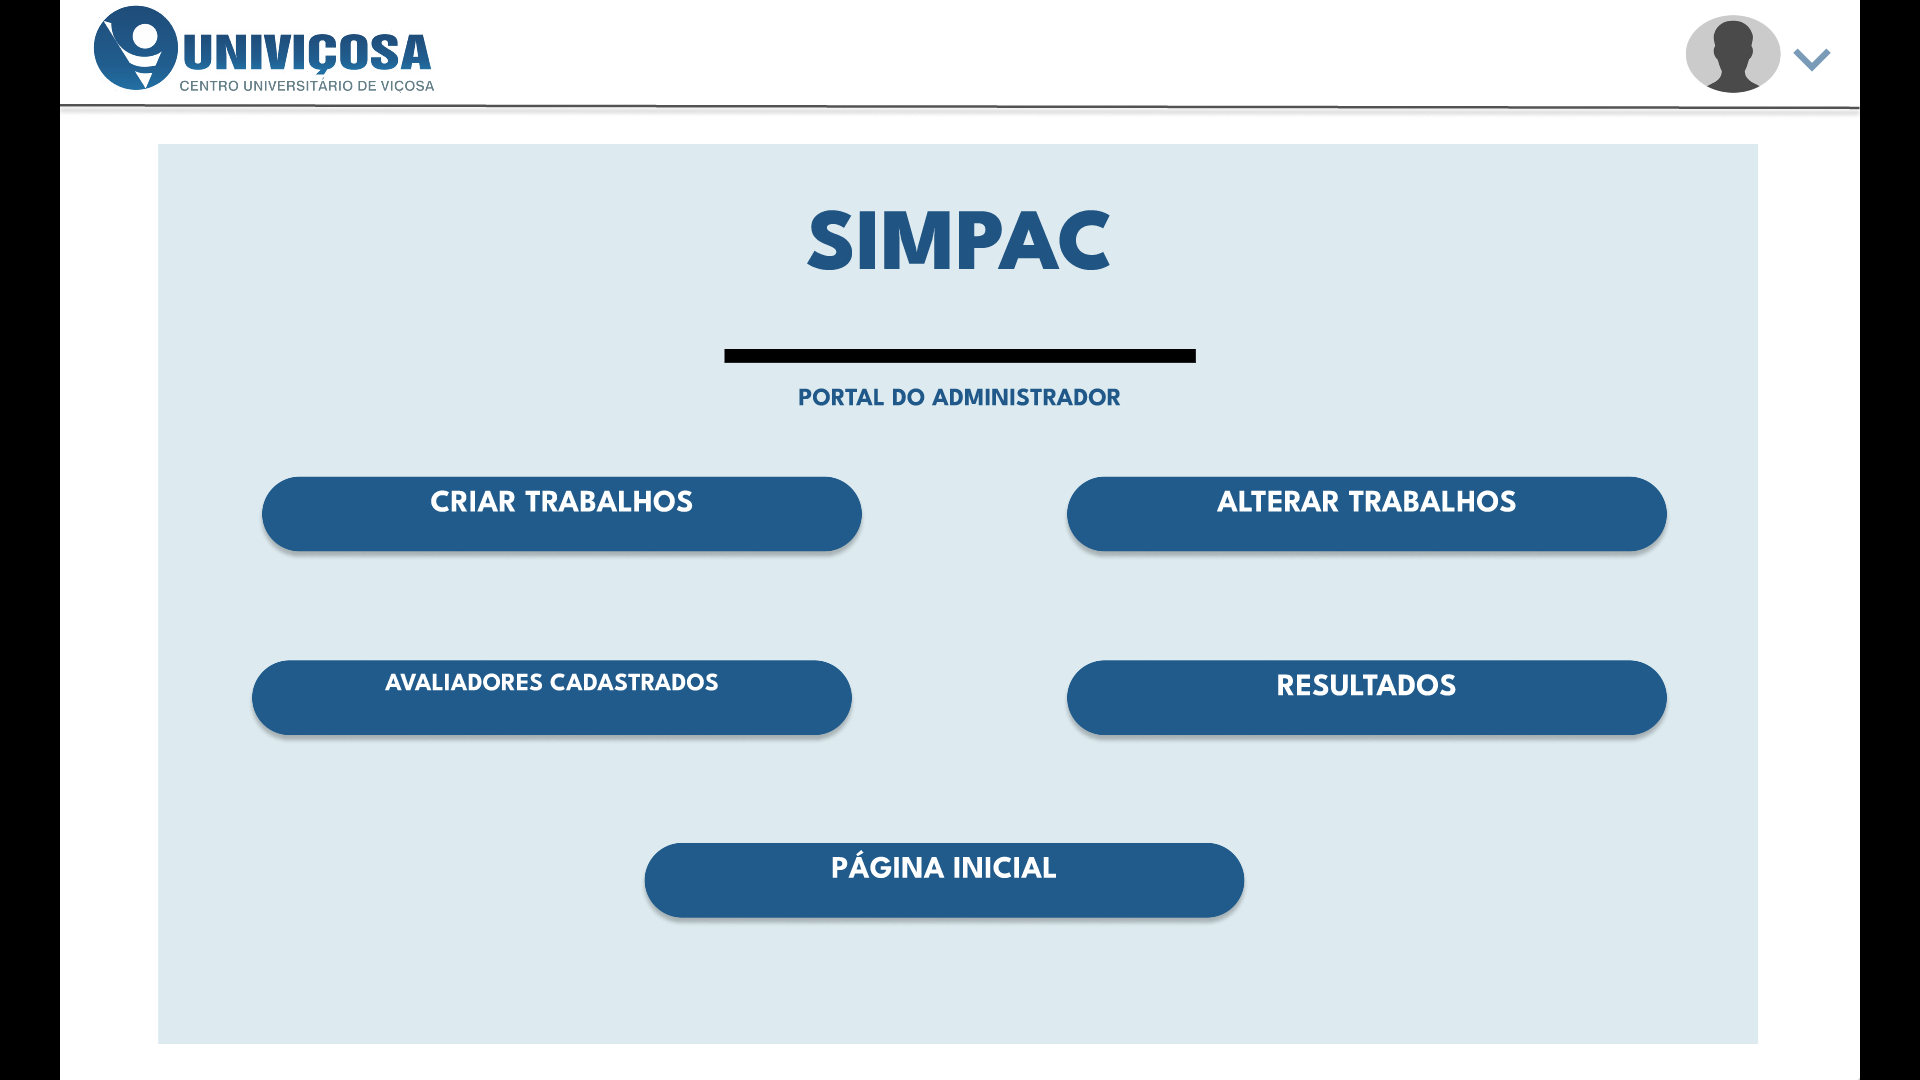 UNIVIÇOSA
CENTRO UNIVERSITÁRIO DE VIÇOSA
SIMPAC
PORTAL DO ADMINISTRADOR
CRIAR TRABALHOS
ALTERAR TRABALHOS
AVALIADORES CADASTRADOS
RESULTADOS
PÁGINA INICIAL